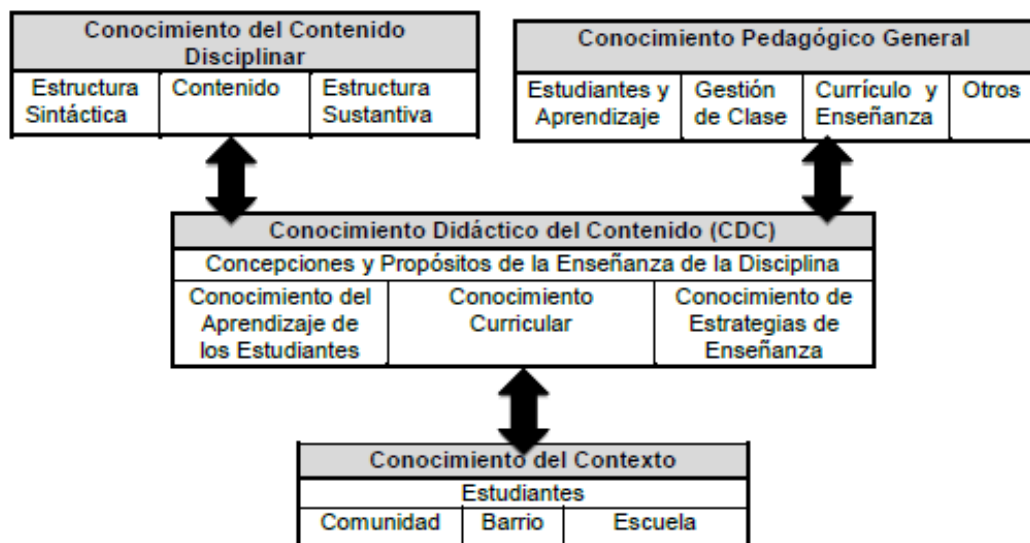 Conocimiento del Contenido
Disciplinar
Estructura
Sintáctica
Contenido
Estructura
Sustantiva
Conocimiento Pedagógico General
Estudiantes y
Aprendizaje
Gestión
de Clase
Currículo y
Enseñanza
Otros
Conocimiento Didáctico del Contenido (CDC)
Concepciones y Propósitos de la Enseñanza de la Disciplina
Conocimiento del
Aprendizaje de
los Estudiantes
Conocimiento
Curricular
Conocimiento de
Estrategias de
Enseñanza
Conocimiento del Contexto
Estudiantes
Comunidad
Barrio
Escuela